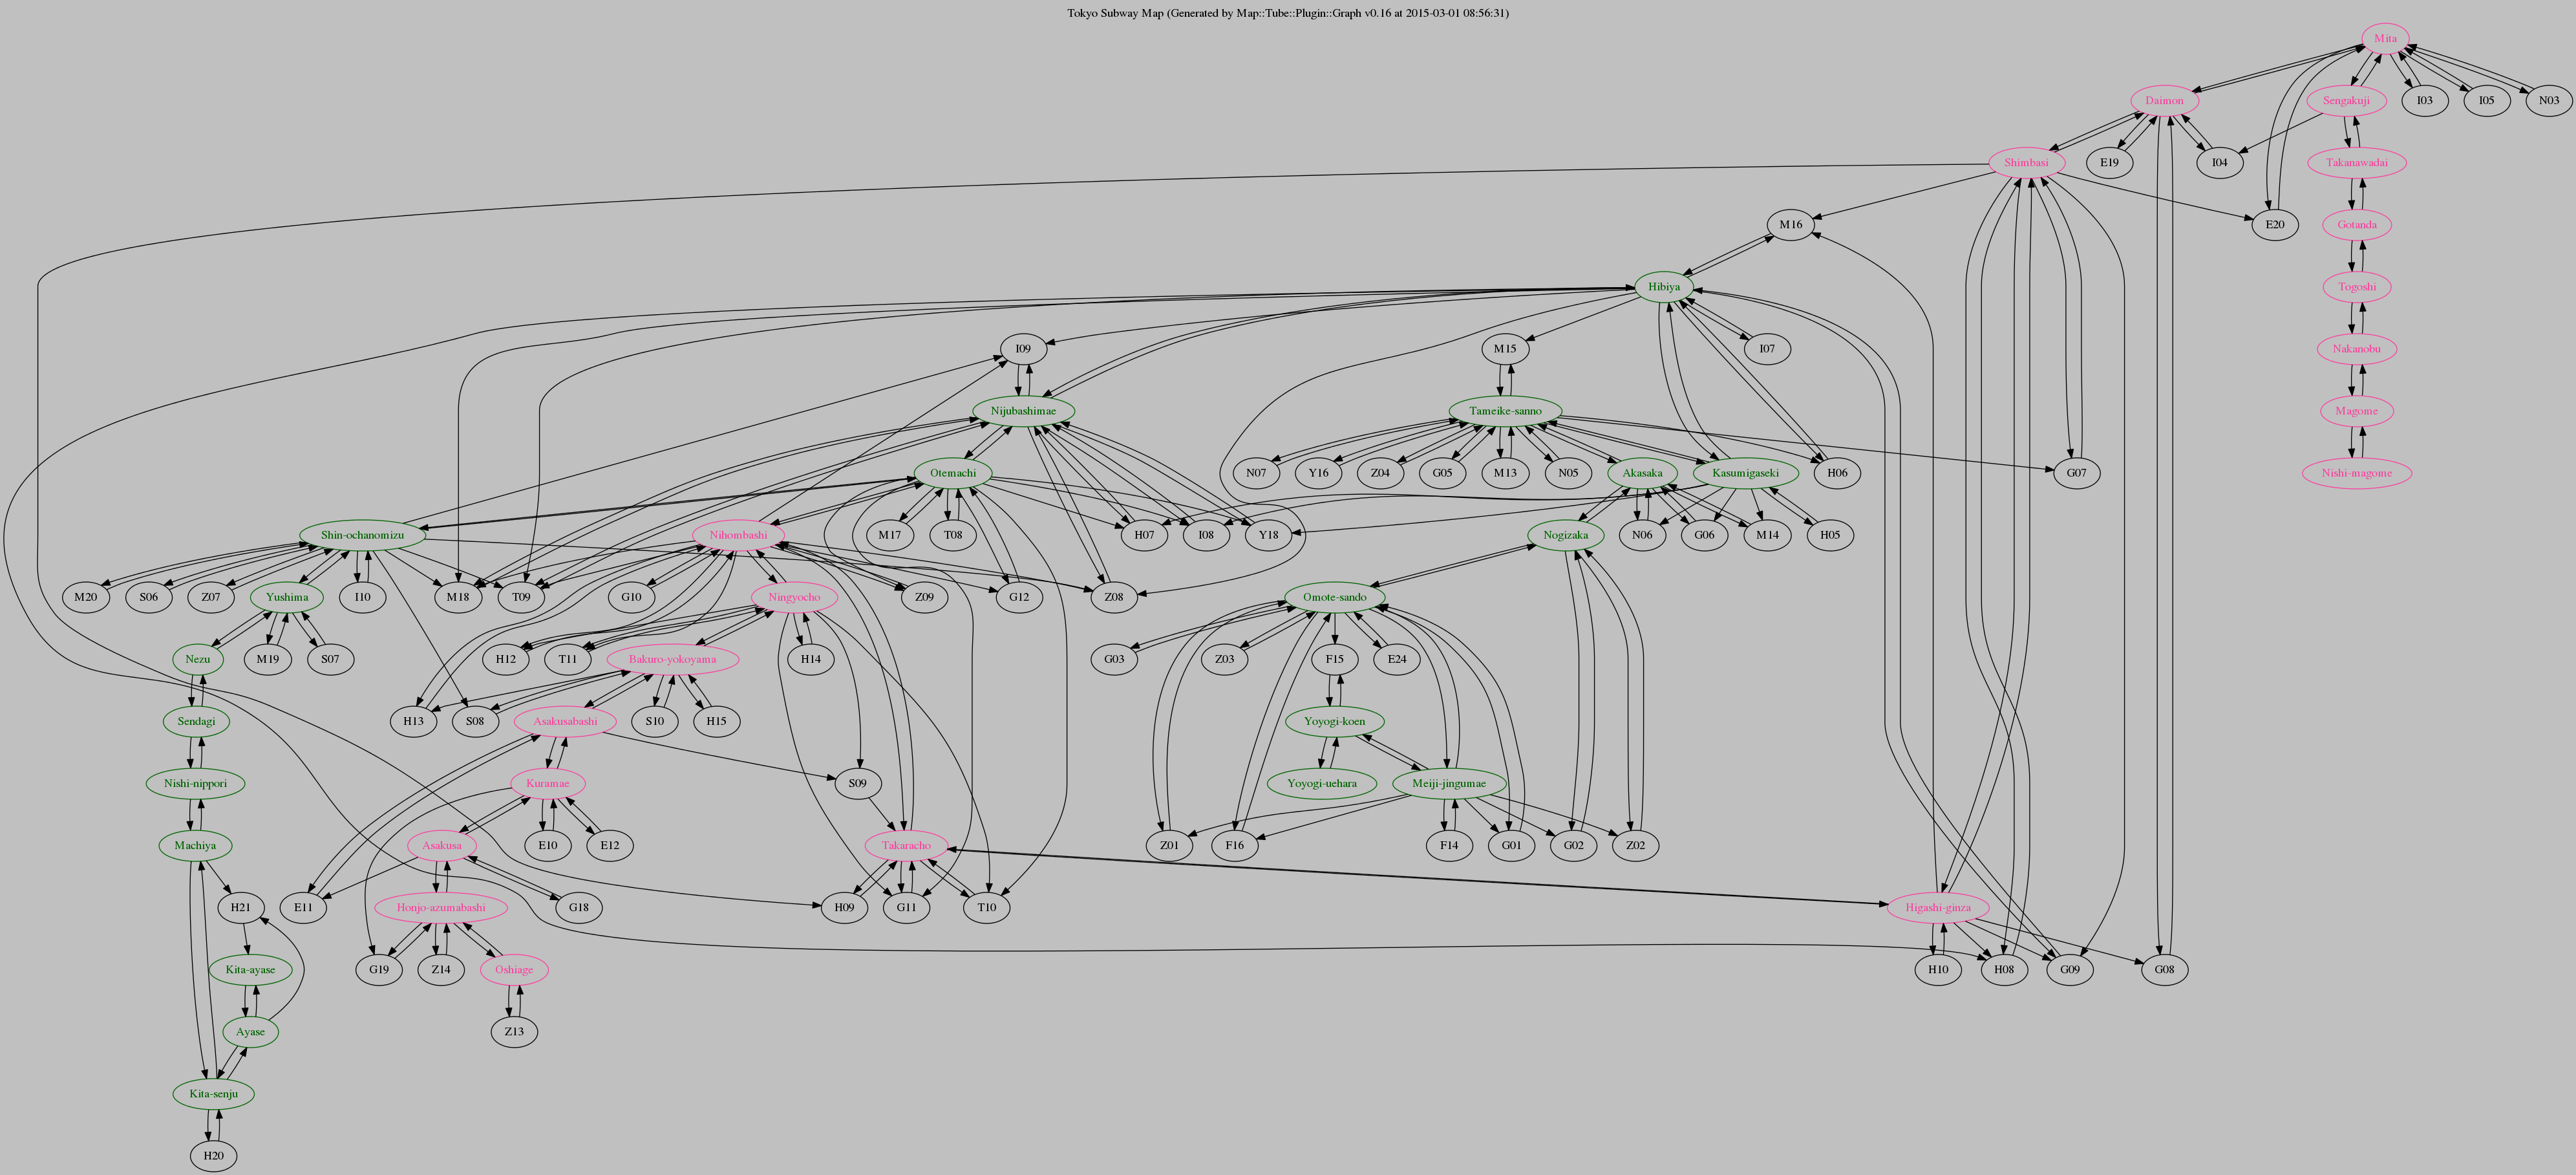 Tokyo Subway Map (Generated by Map::Tube::Plugin::Graph v0.16 at 2015-03-01 08:56:31)
Mita
Daimon
Sengakuji
I03
I05
N03
Shimbasi
E19
I04
Takanawadai
M16
E20
Gotanda
Hibiya
Togoshi
I09
M15
I07
Nakanobu
Nijubashimae
Tameike-sanno
Magome
Otemachi
N07
Y16
Z04
G05
M13
N05
Akasaka
Kasumigaseki
H06
G07
Nishi-magome
Shin-ochanomizu
Nihombashi
M17
T08
H07
I08
Y18
Nogizaka
N06
G06
M14
H05
M20
S06
Z07
Yushima
I10
M18
T09
G10
Ningyocho
Z09
G12
Z08
Omote-sando
Nezu
M19
S07
H12
T11
Bakuro-yokoyama
H14
G03
Z03
F15
E24
Sendagi
H13
S08
Asakusabashi
S10
H15
Yoyogi-koen
Nishi-nippori
Kuramae
S09
Yoyogi-uehara
Meiji-jingumae
Machiya
Asakusa
E10
E12
Takaracho
Z01
F16
F14
G01
G02
Z02
H21
E11
Honjo-azumabashi
G18
H09
G11
T10
Higashi-ginza
Kita-ayase
G19
Z14
Oshiage
H10
H08
G09
G08
Ayase
Z13
Kita-senju
H20